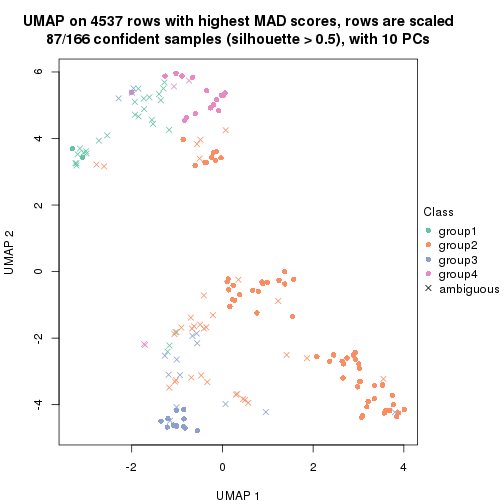 UMAP on 4537 rows with highest MAD scores, rows are scaled
87/166 confident samples (silhouette > 0.5), with 10 PCs
6
4
2
0
-2
-4
UMAP 2
-2
0
2
4
UMAP 1
Class
group1
group2
group3
group4
ambiguous